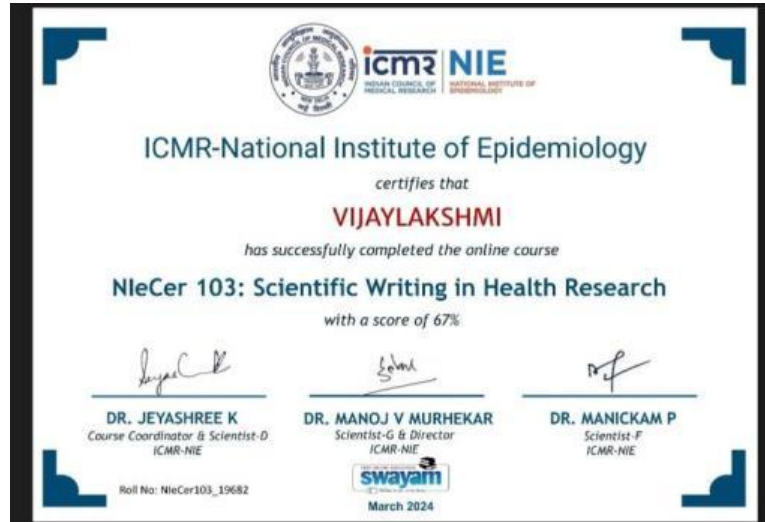 icmr NIE
INDIAN COUNCIL OF NATIONAL INSTITUTE OF
MEDICAL RESEARCH EPIDEMIOLOGY
ICMR-National Institute of Epidemiology
certifies that
VIJAYLAKSHMI
has successfully completed the online course
NIeCer 103: Scientific Writing in Health Research
with a score of 67%
DR. JEYASHREE K
Course Coordinator & Scientist-D
ICMR-NIE
DR. MANOJ V MURHEKAR
Scientist-G & Director
ICMR-NIE
DR. MANICKAM P
Scientist-F
ICMR-NIE
Roll No: NIeCer103_19682
swayam
March 2024